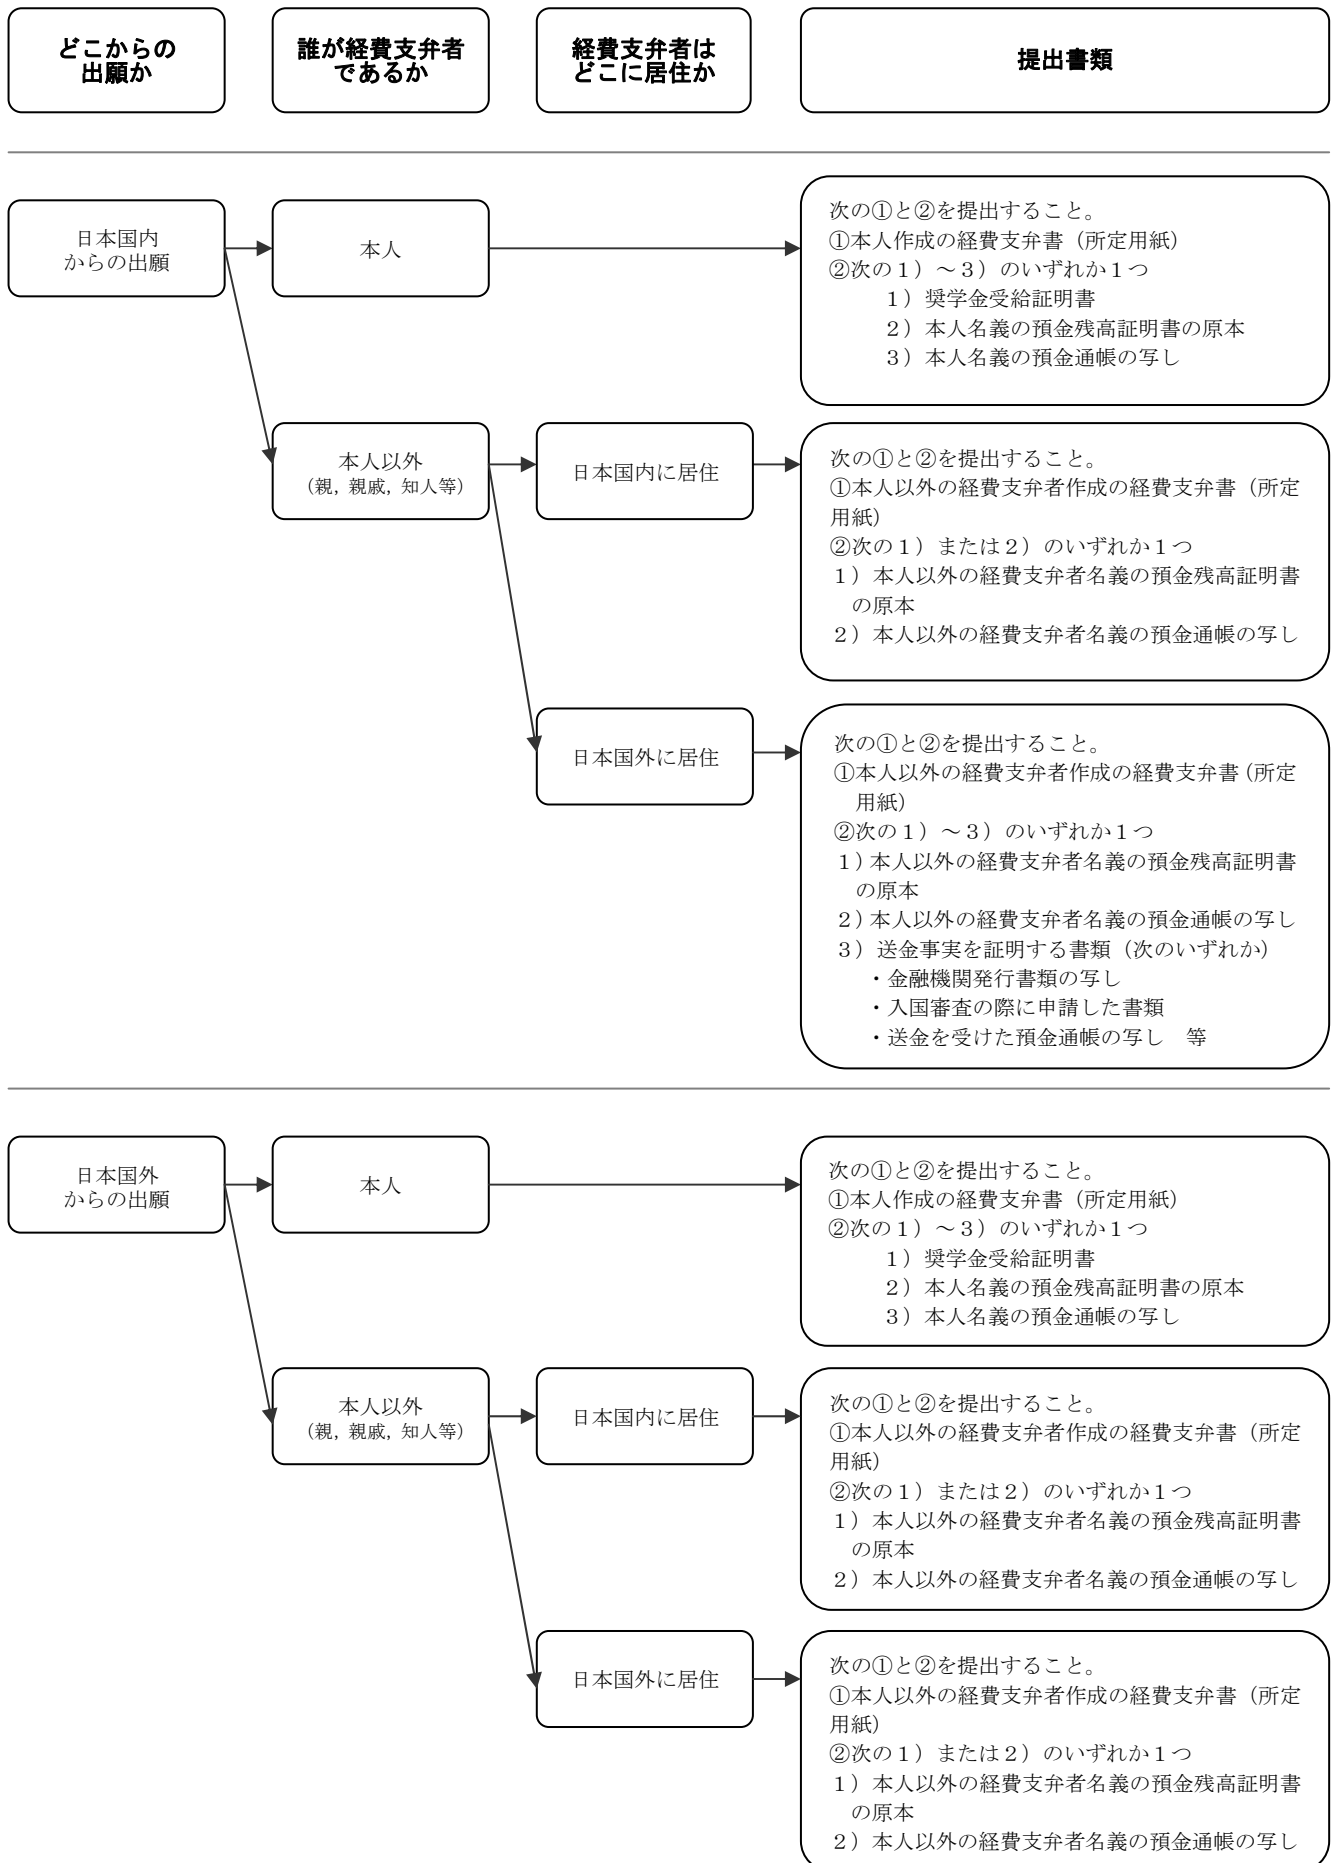 どこからの
出願か
誰が経費支弁者
であるか
経費支弁者は
どこに居住か
提出書類
日本国内
からの出願
本人
次の①と②を提出すること。
①本人作成の経費支弁書（所定用紙）
②次の１）～３）のいずれか１つ
１）奨学金受給証明書
２）本人名義の預金残高証明書の原本
３）本人名義の預金通帳の写し
本人以外
（親，親戚，知人等）
日本国内に居住
次の①と②を提出すること。
①本人以外の経費支弁者作成の経費支弁書（所定
用紙）
②次の１）または２）のいずれか１つ
１）本人以外の経費支弁者名義の預金残高証明書
の原本
２）本人以外の経費支弁者名義の預金通帳の写し
日本国外に居住
次の①と②を提出すること。
①本人以外の経費支弁者作成の経費支弁書（所定
用紙）
②次の１）～３）のいずれか１つ
１）本人以外の経費支弁者名義の預金残高証明書
の原本
２）本人以外の経費支弁者名義の預金通帳の写し
３）送金事実を証明する書類（次のいずれか）
・金融機関発行書類の写し
・入国審査の際に申請した書類
・送金を受けた預金通帳の写し　等
日本国外
からの出願
本人
次の①と②を提出すること。
①本人作成の経費支弁書（所定用紙）
②次の１）～３）のいずれか１つ
１）奨学金受給証明書
２）本人名義の預金残高証明書の原本
３）本人名義の預金通帳の写し
本人以外
（親，親戚，知人等）
日本国内に居住
次の①と②を提出すること。
①本人以外の経費支弁者作成の経費支弁書（所定
用紙）
②次の１）または２）のいずれか１つ
１）本人以外の経費支弁者名義の預金残高証明書
の原本
２）本人以外の経費支弁者名義の預金通帳の写し
日本国外に居住
次の①と②を提出すること。
①本人以外の経費支弁者作成の経費支弁書（所定
用紙）
②次の１）または２）のいずれか１つ
１）本人以外の経費支弁者名義の預金残高証明書
の原本
２）本人以外の経費支弁者名義の預金通帳の写し